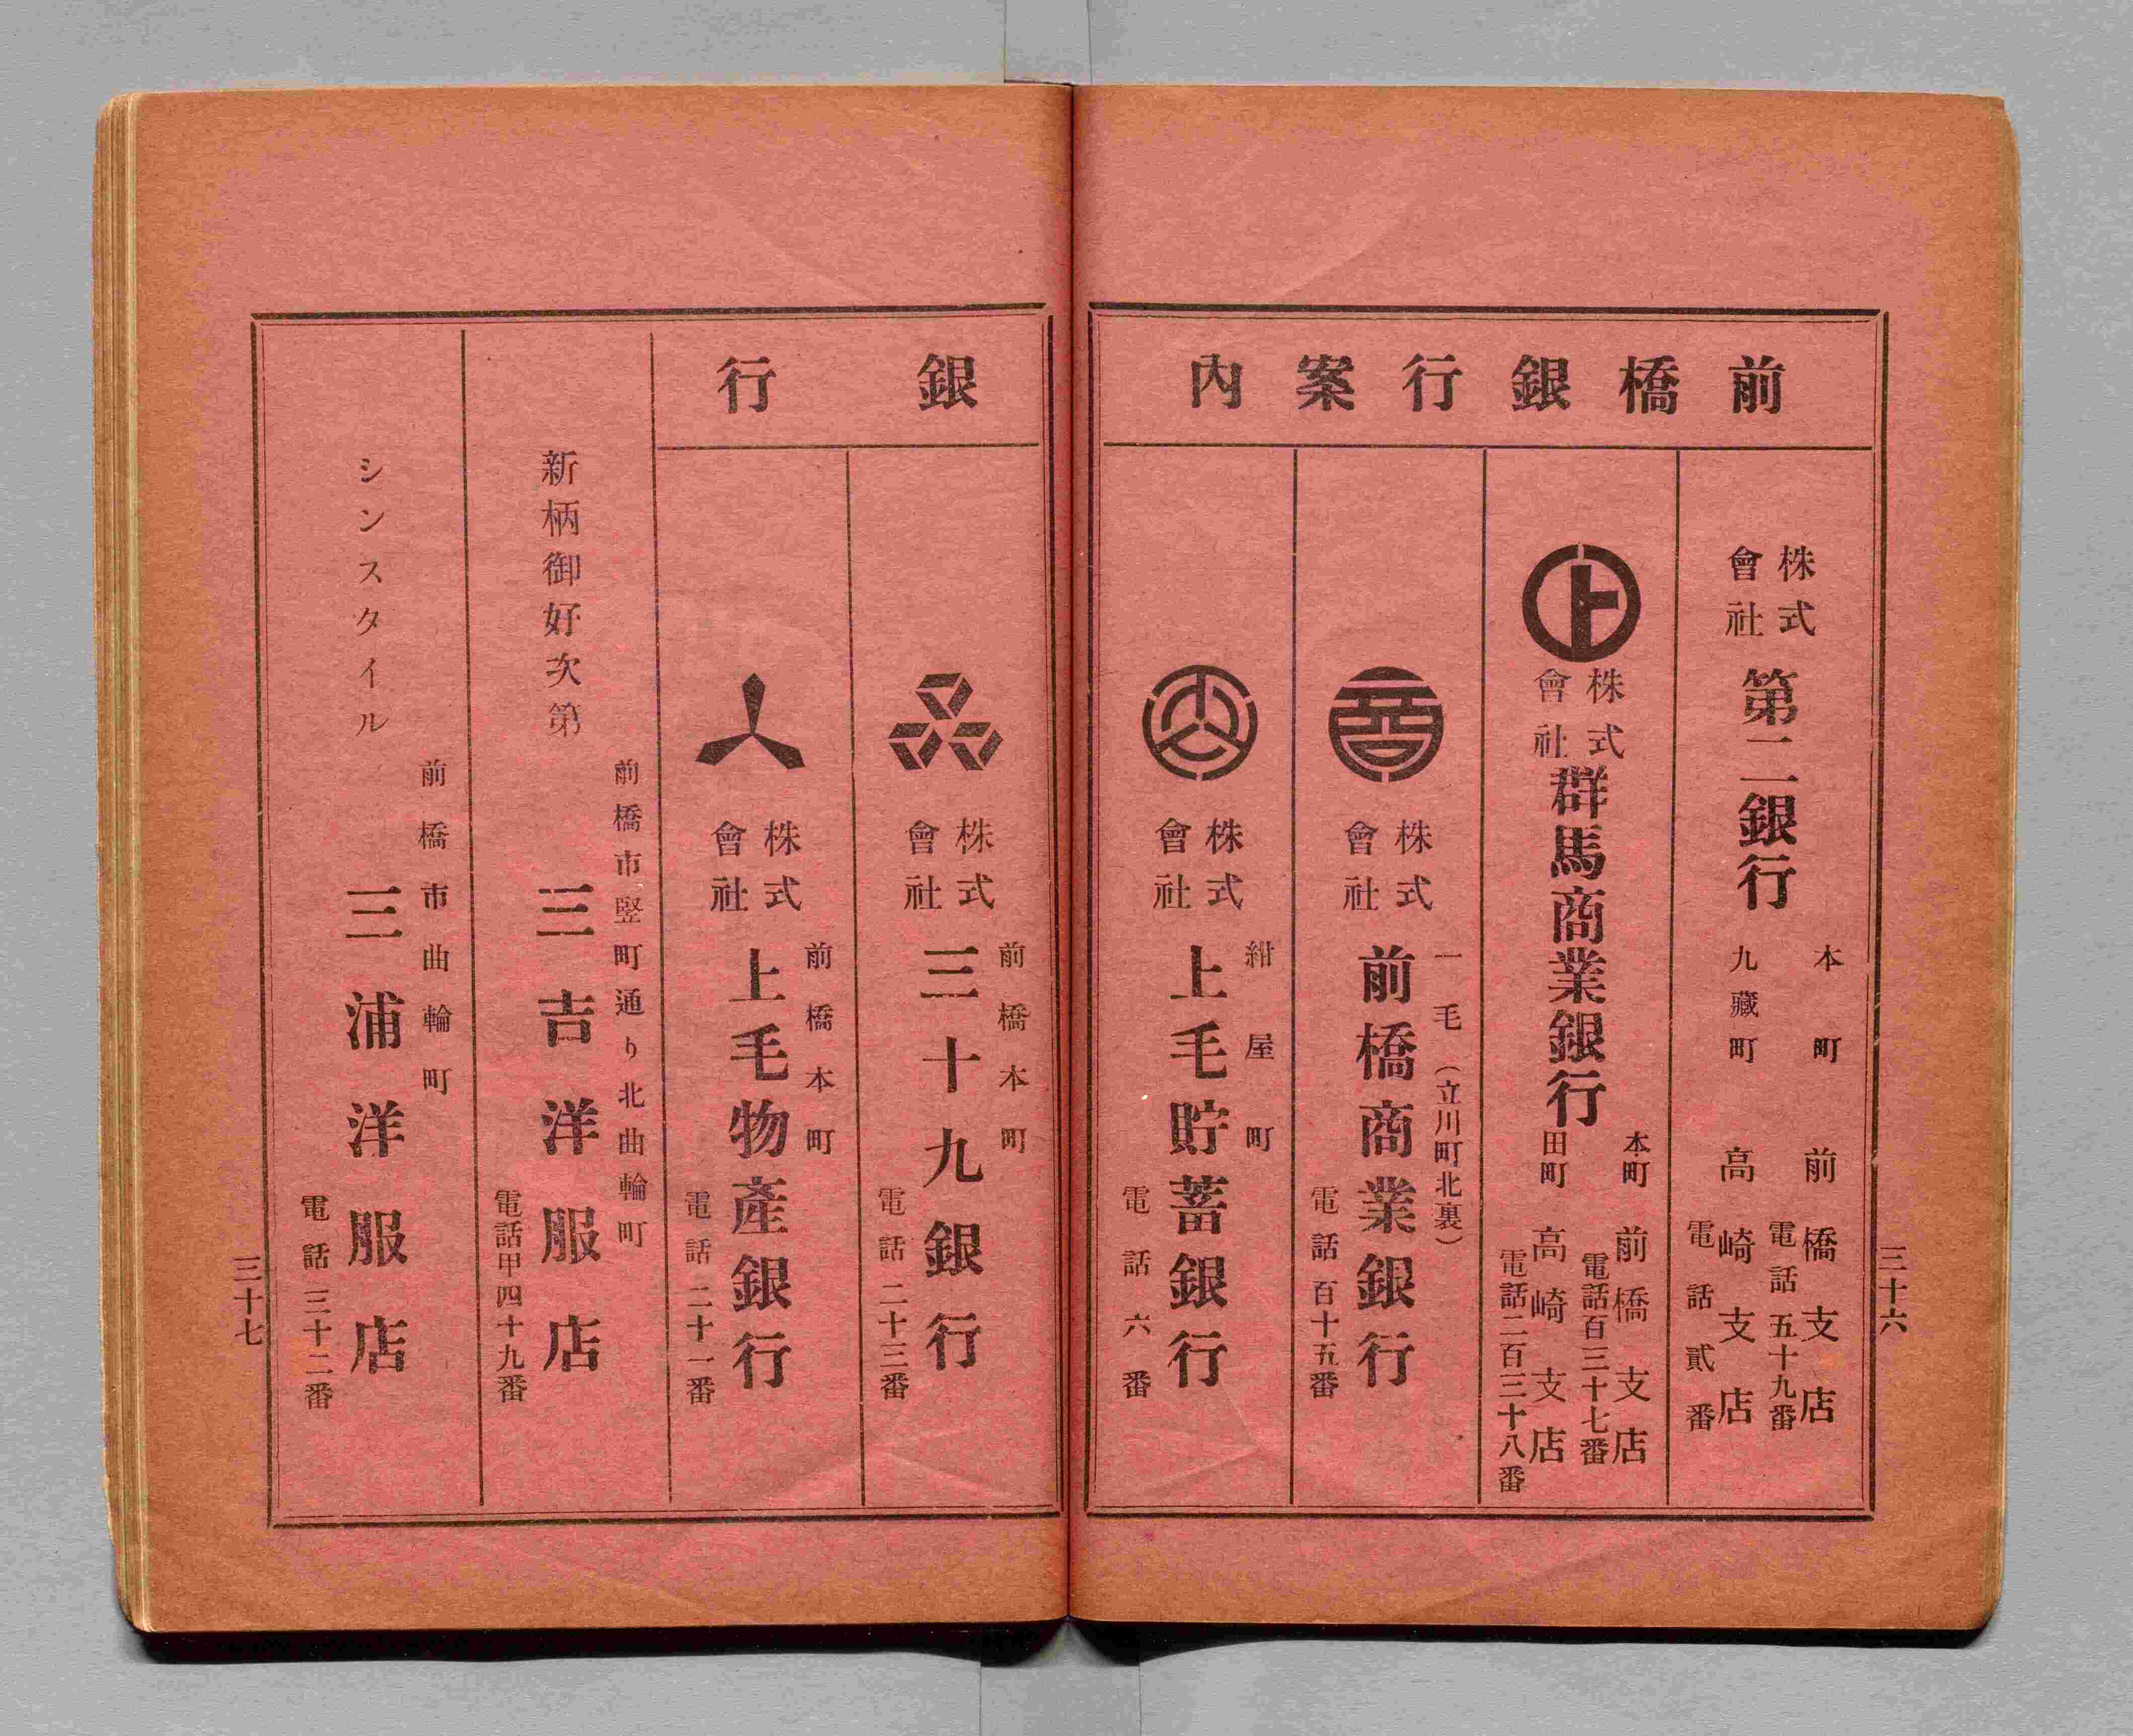 前橋銀行案內
株式
會社
第二銀行
本町
前橋支店
電話五十九番
九藏町
高崎支店
電話貳番
株式
會社
群馬商業銀行
本町
前橋支店
電話百三十七番
田町
高崎支店
電話二百三十八番
株式
會社
一毛（立川町北裏）
前橋商業銀行
電話百十五番
株式
會社
紺屋町
上毛貯蓄銀行
電話六番
三十六
銀行
株式
會社
前橋本町
三十九銀行
電話二十三番
株式
會社
前橋本町
上毛物產銀行
電話二十一番
新柄御好次第
前橋市竪町通り北曲輪町
三吉洋服店
電話甲四十九番
シンスタイル
前橋市曲輪町
三浦洋服店
電話三十二番
三十七